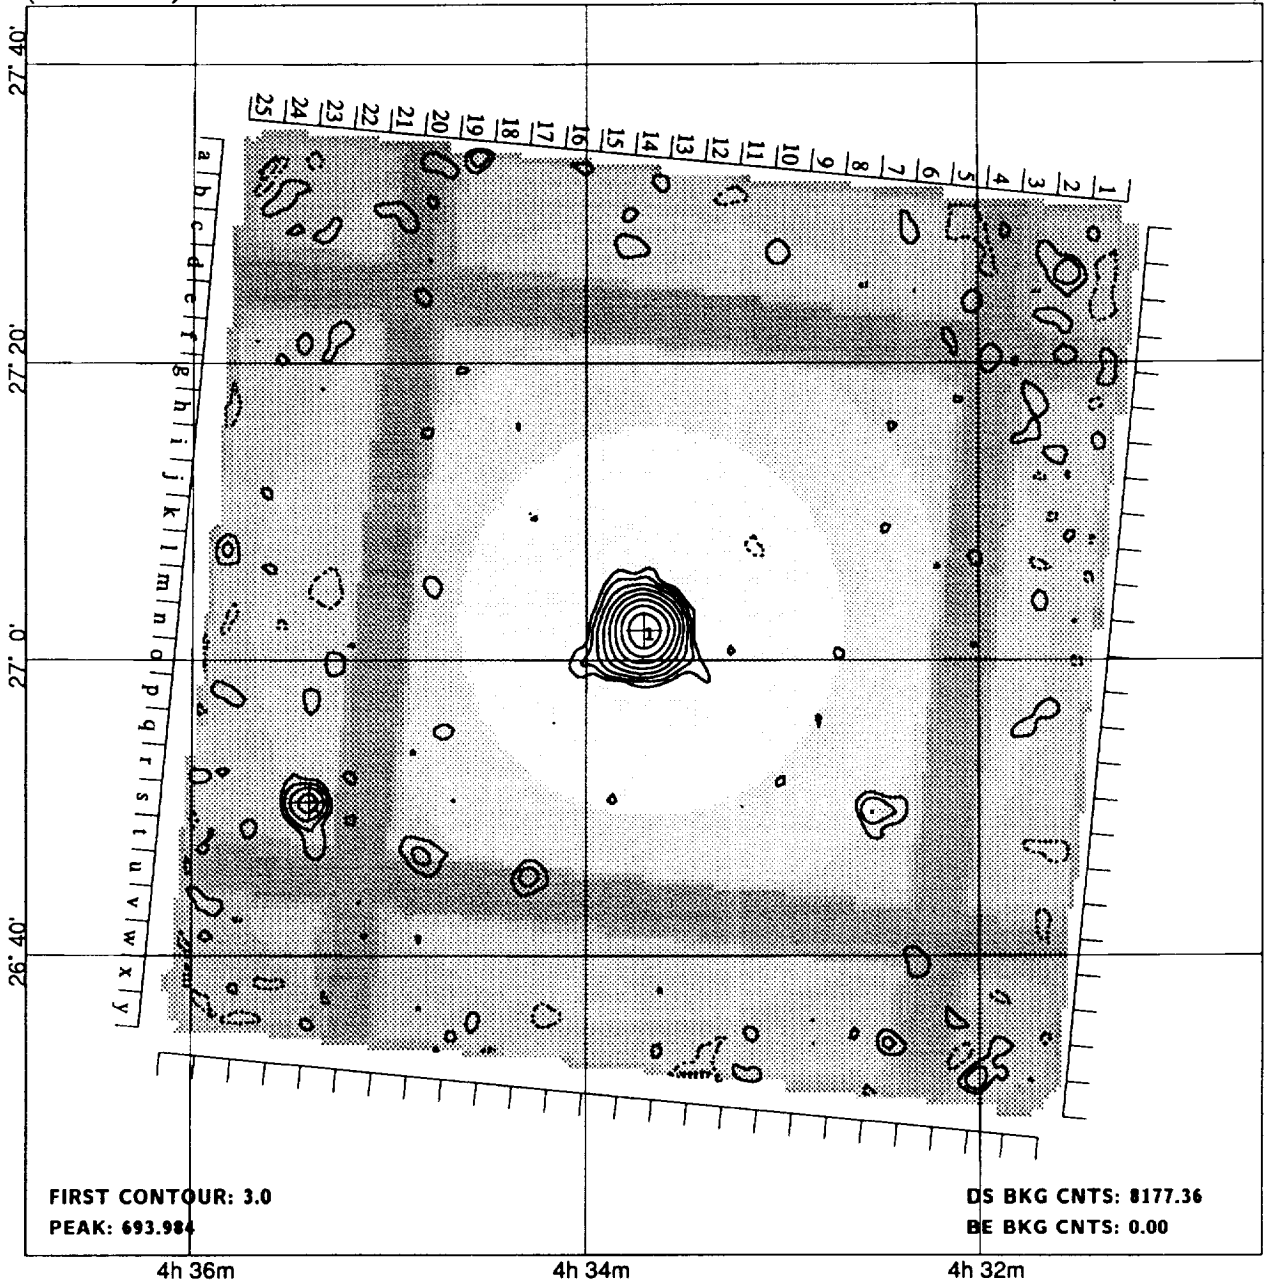 27° 40'
25 24 23 22 21 20 19 18 17 16 15 14 13 12 11 10 9 8 7 6 5 4 3 2 1
a b c d e f g h i j k l m n o p q r s t u v w x y
27° 20'
1
27° 0'
26° 40'
FIRST CONTOUR: 3.0
PEAK: 693.984
DS BKG CNTS: 8177.36
BE BKG CNTS: 0.00
4h 36m
4h 34m
4h 32m